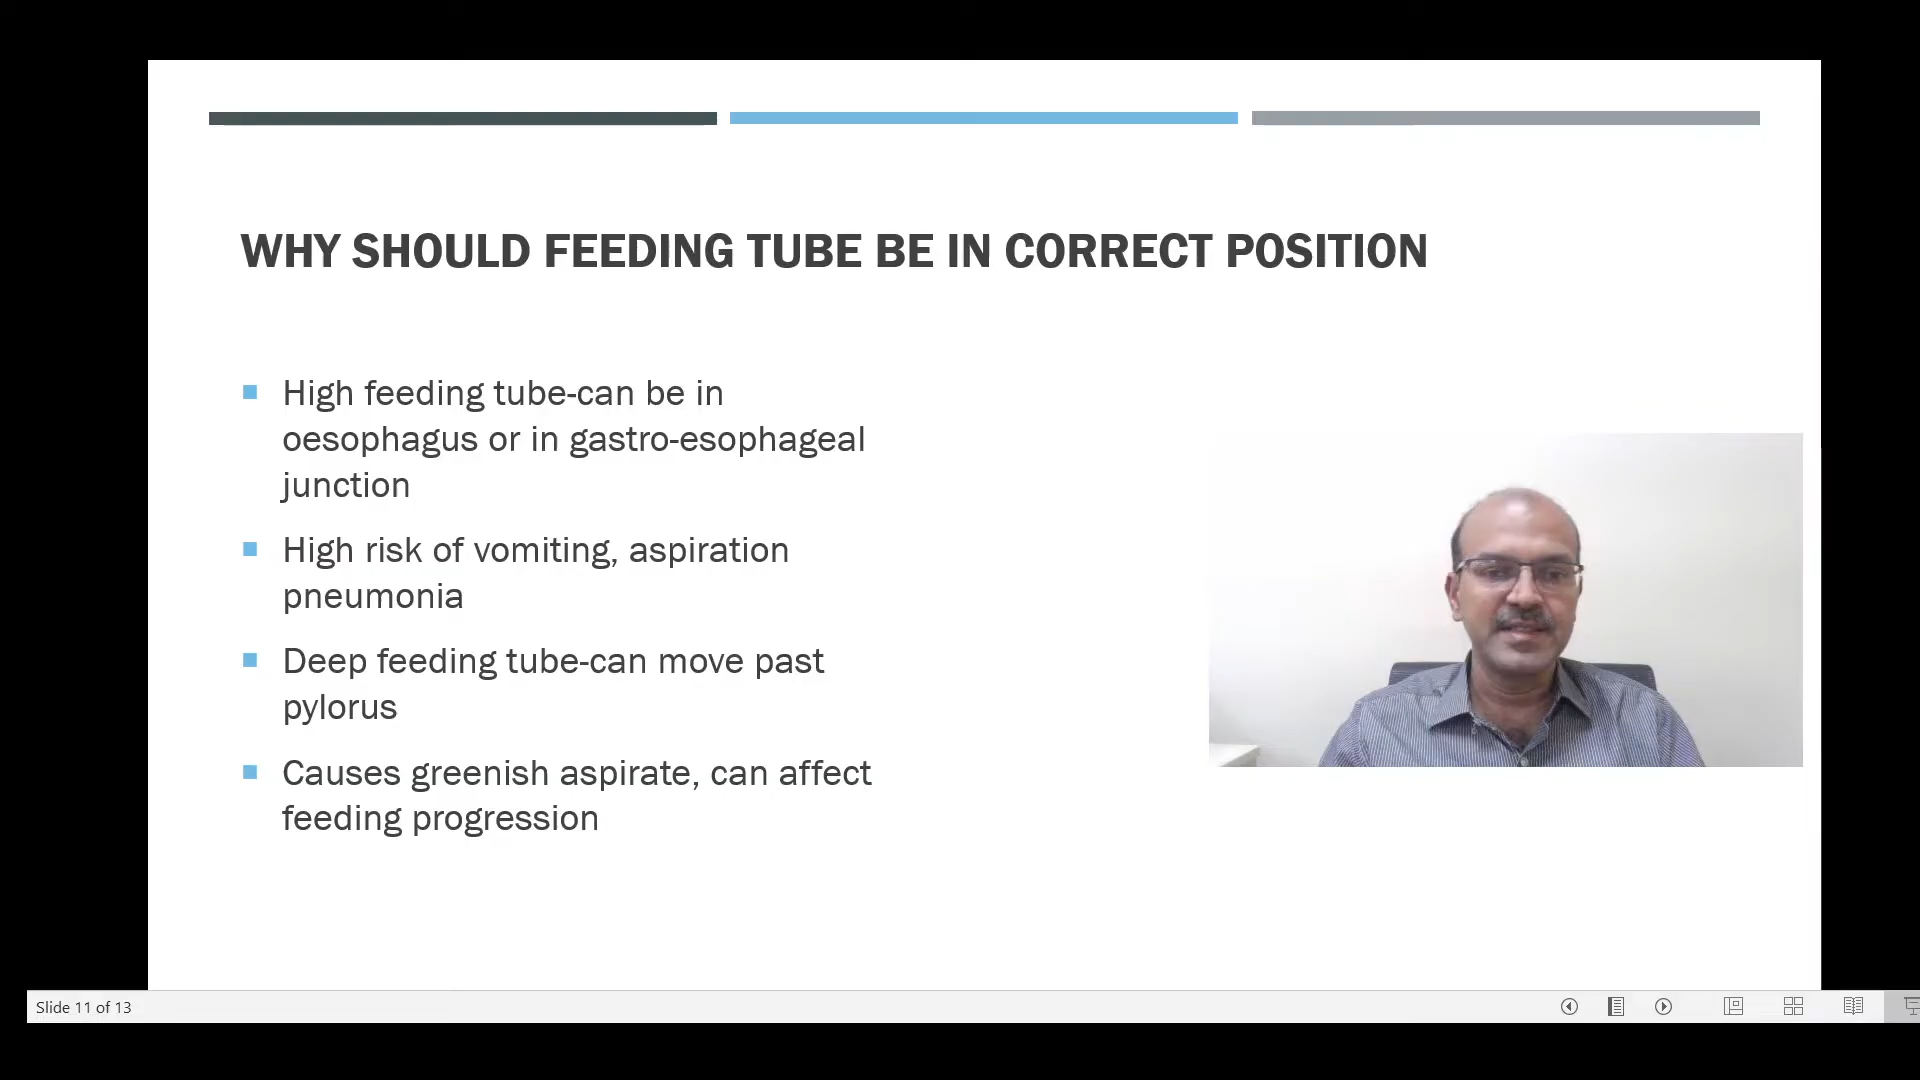 WHY SHOULD FEEDING TUBE BE IN CORRECT POSITION
High feeding tube-can be in
oesophagus or in gastro-esophageal
junction
High risk of vomiting, aspiration
pneumonia
Deep feeding tube-can move past
pylorus
Causes greenish aspirate, can affect
feeding progression
Slide 11 of 13